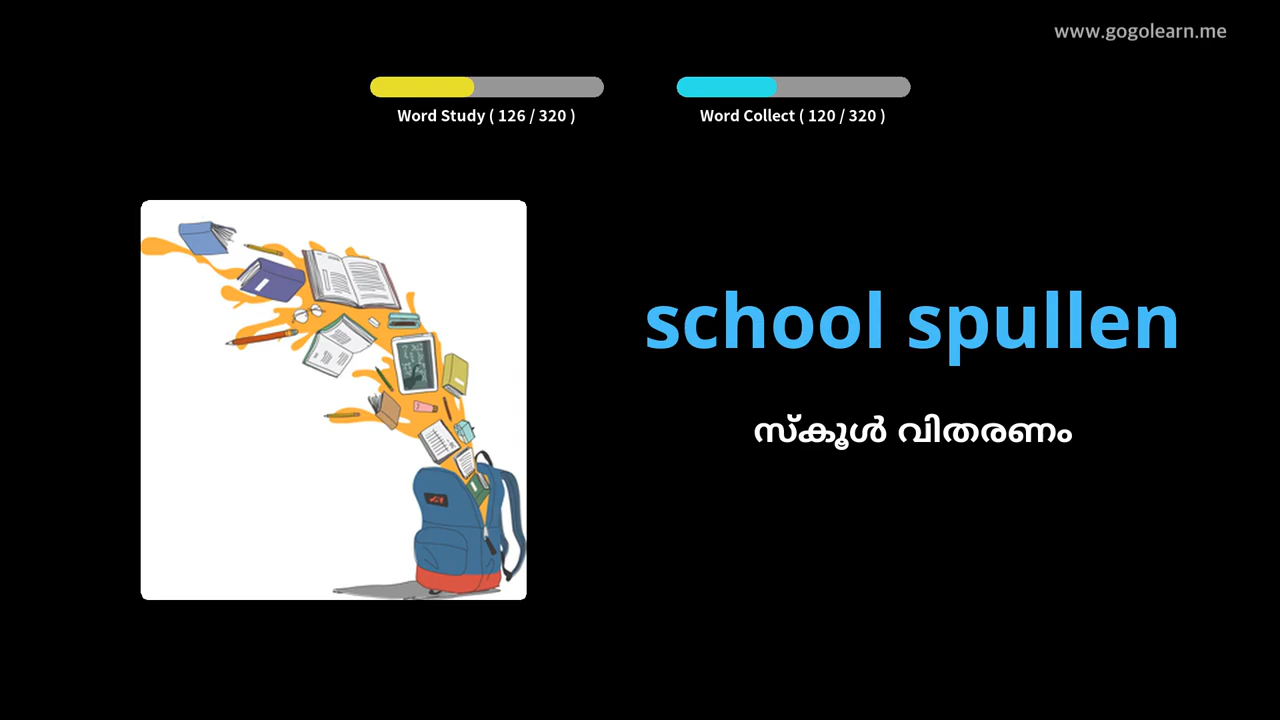 www.gogolearn.me
Word Study ( 126 / 320 )
Word Collect ( 120 / 320 )
school spullen
സ്കൂൾ വിതരണം